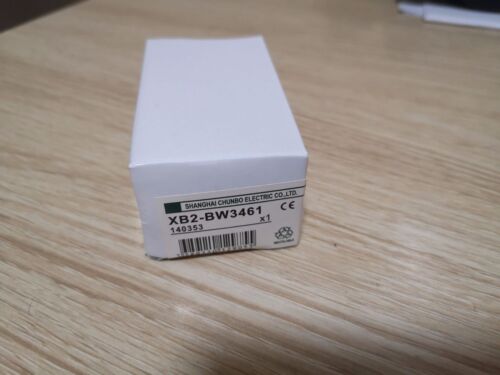 SHANGHAI CHUNBO ELECTRIC CO.,LTD.
XB2-BW3461 CE
x1
140353